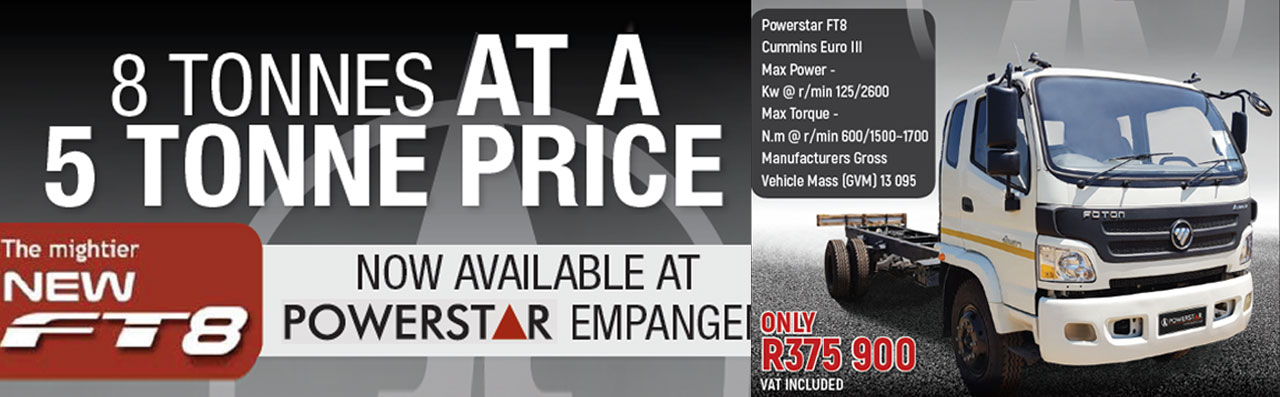 8 TONNES AT A
5 TONNE PRICE
The mightier
NEW
FT8
NOW AVAILABLE AT
POWERSTAR EMPANGE
Powerstar FT8
Cummins Euro III
Max Power -
Kw @ r/min 125/2600
Max Torque -
N.m @ r/min 600/1500~1700
Manufacturers Gross
Vehicle Mass (GVM) 13 095
FOTON
POWERSTAR
ONLY
R375 900
VAT INCLUDED